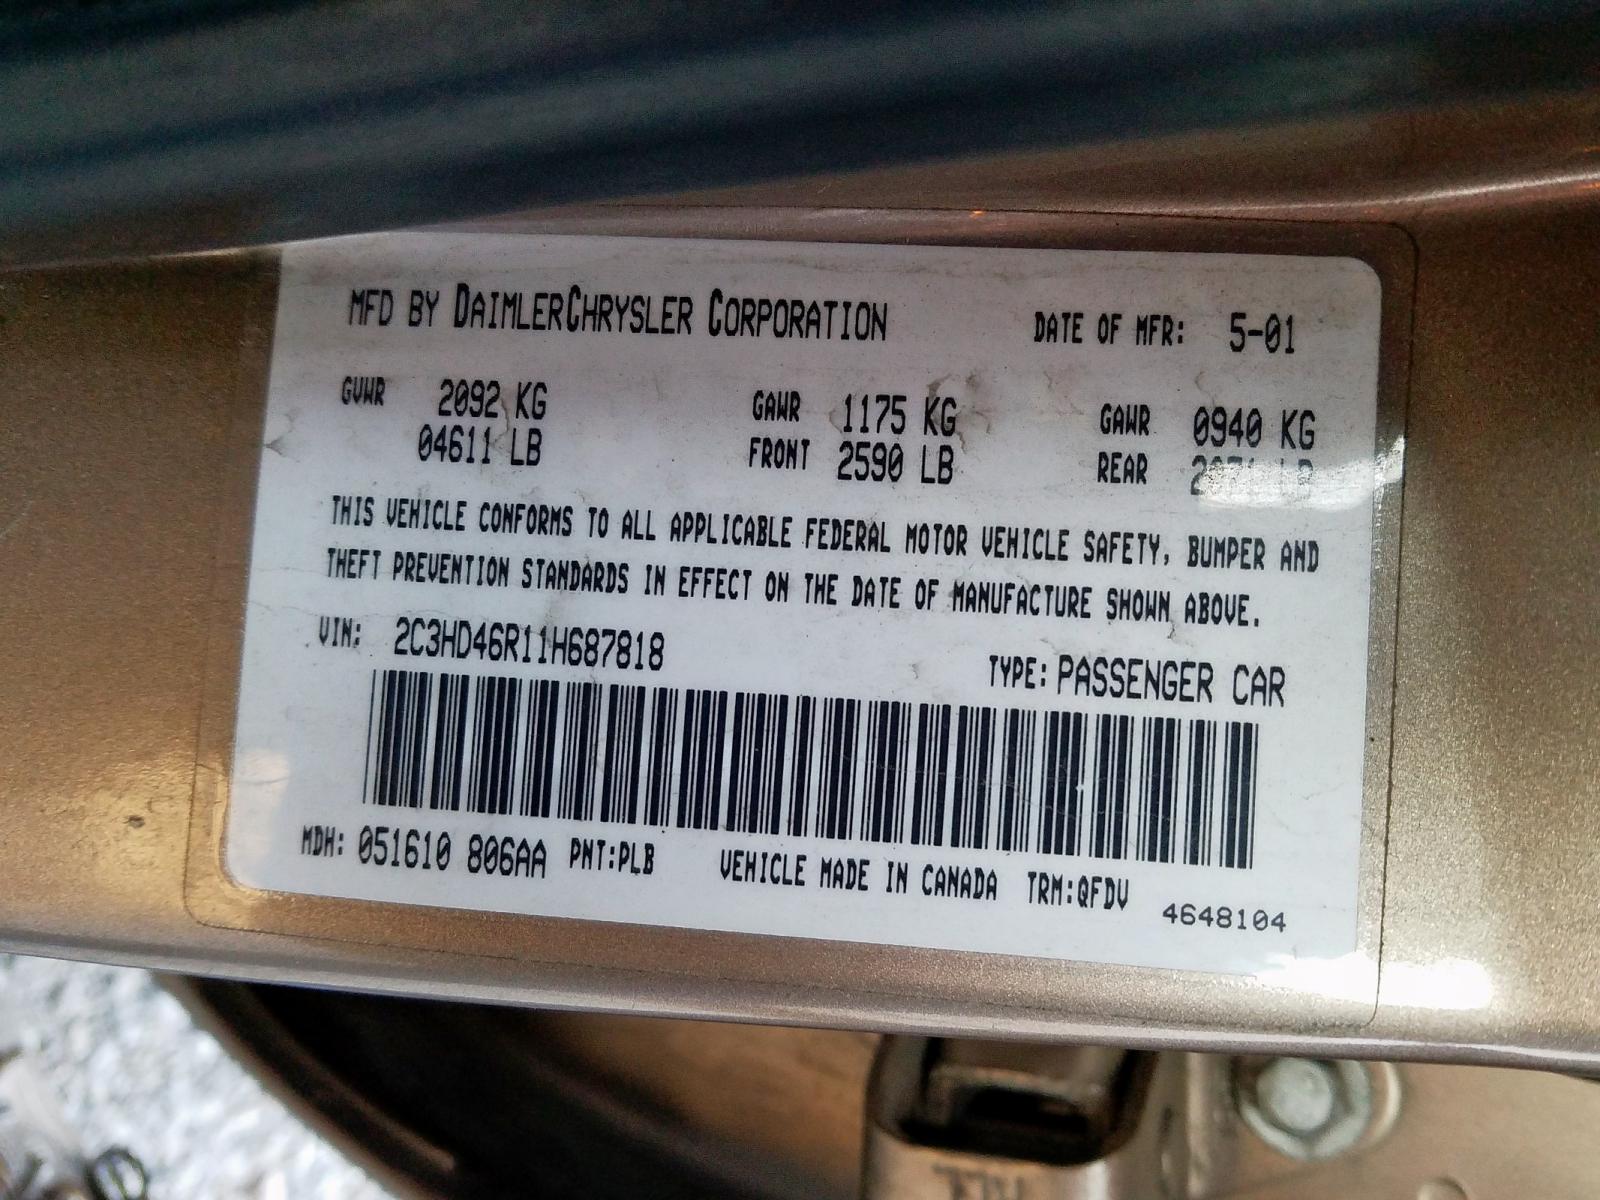 MFD BY DAIMLERCHRYSLER CORPORATION DATE OF MFR: 5-01
GVWR 2092 KG GAWR 1175 KG GAWR 0940 KG
04611 LB FRONT 2590 LB REAR LB
THIS VEHICLE CONFORMS TO ALL APPLICABLE FEDERAL MOTOR VEHICLE SAFETY, BUMPER AND
THEFT PREVENTION STANDARDS IN EFFECT ON THE DATE OF MANUFACTURE SHOWN ABOVE.
VIN: 2C3HD46R11H687818 TYPE: PASSENGER CAR
MDH: 051610 806AA PNT:PLB VEHICLE MADE IN CANADA TRM:QFDV 4648104